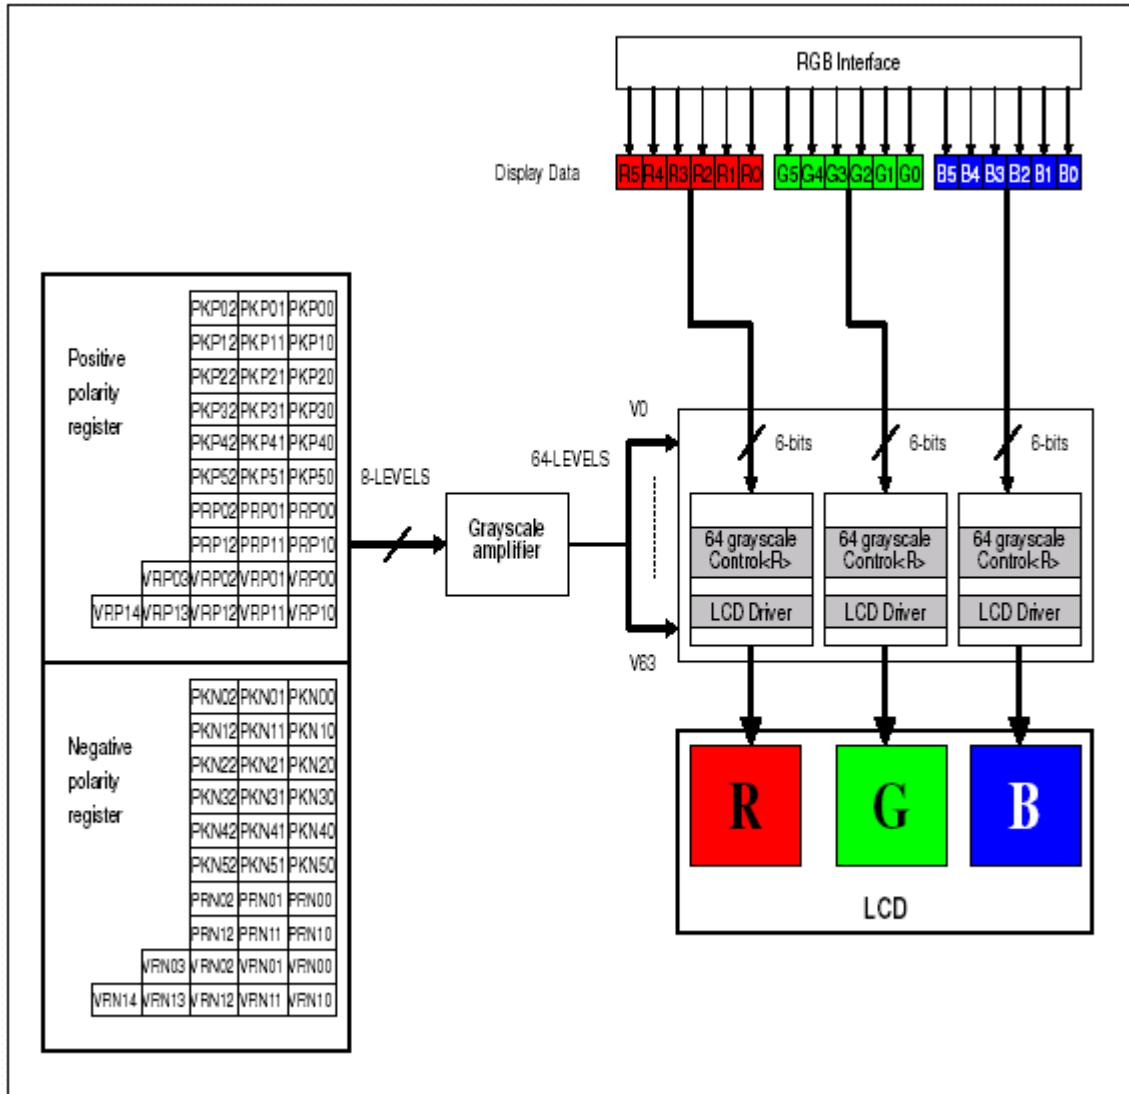 RGB Interface
Display Data
R5 R4 R3 R2 R1 R0
G5 G4 G3 G2 G1 G0
B5 B4 B3 B2 B1 B0
Positive
polarity
register
PKP02 PKP01 PKP00
PKP12 PKP11 PKP10
PKP22 PKP21 PKP20
PKP32 PKP31 PKP30
PKP42 PKP41 PKP40
PKP52 PKP51 PKP50
PRP02 PRP01 PRP00
PRP12 PRP11 PRP10
VRP03 VRP02 VRP01 VRP00
VRP14 VRP13 VRP12 VRP11 VRP10
Negative
polarity
register
PKN02 PKN01 PKN00
PKN12 PKN11 PKN10
PKN22 PKN21 PKN20
PKN32 PKN31 PKN30
PKN42 PKN41 PKN40
PKN52 PKN51 PKN50
PRN02 PRN01 PRN00
PRN12 PRN11 PRN10
VRN03 VRN02 VRN01 VRN00
VRN14 VRN13 VRN12 VRN11 VRN10
8-LEVELS
Grayscale
amplifier
64-LEVELS
V0
V63
6-bits
6-bits
6-bits
64 grayscale
Control<R>
LCD Driver
64 grayscale
Control<R>
LCD Driver
64 grayscale
Control<R>
LCD Driver
R
G
B
LCD